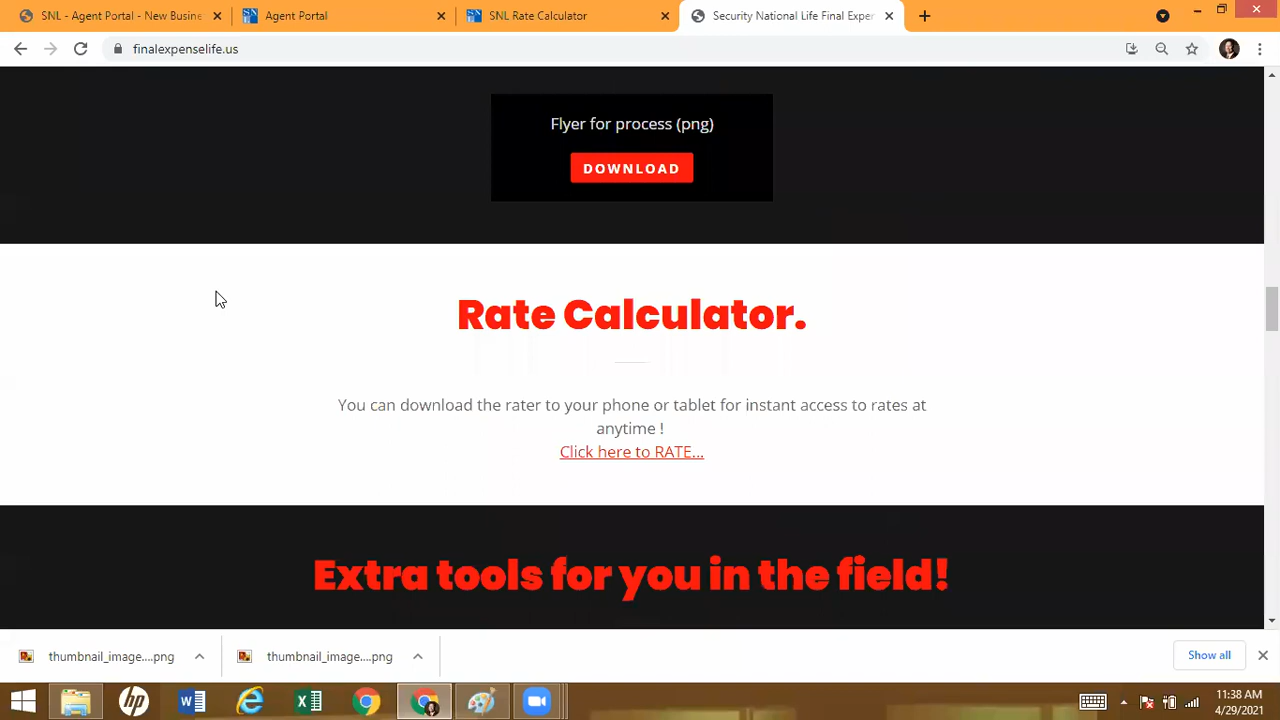 SNL - Agent Portal - New Busine
Agent Portal
SNL Rate Calculator
Security National Life Final Exper
finalexpenselife.us
Flyer for process (png)
DOWNLOAD
Rate Calculator.
You can download the rater to your phone or tablet for instant access to rates at
anytime !
Click here to RATE...
Extra tools for you in the field!
thumbnail_image....png
thumbnail_image....png
Show all
11:38 AM
4/29/2021